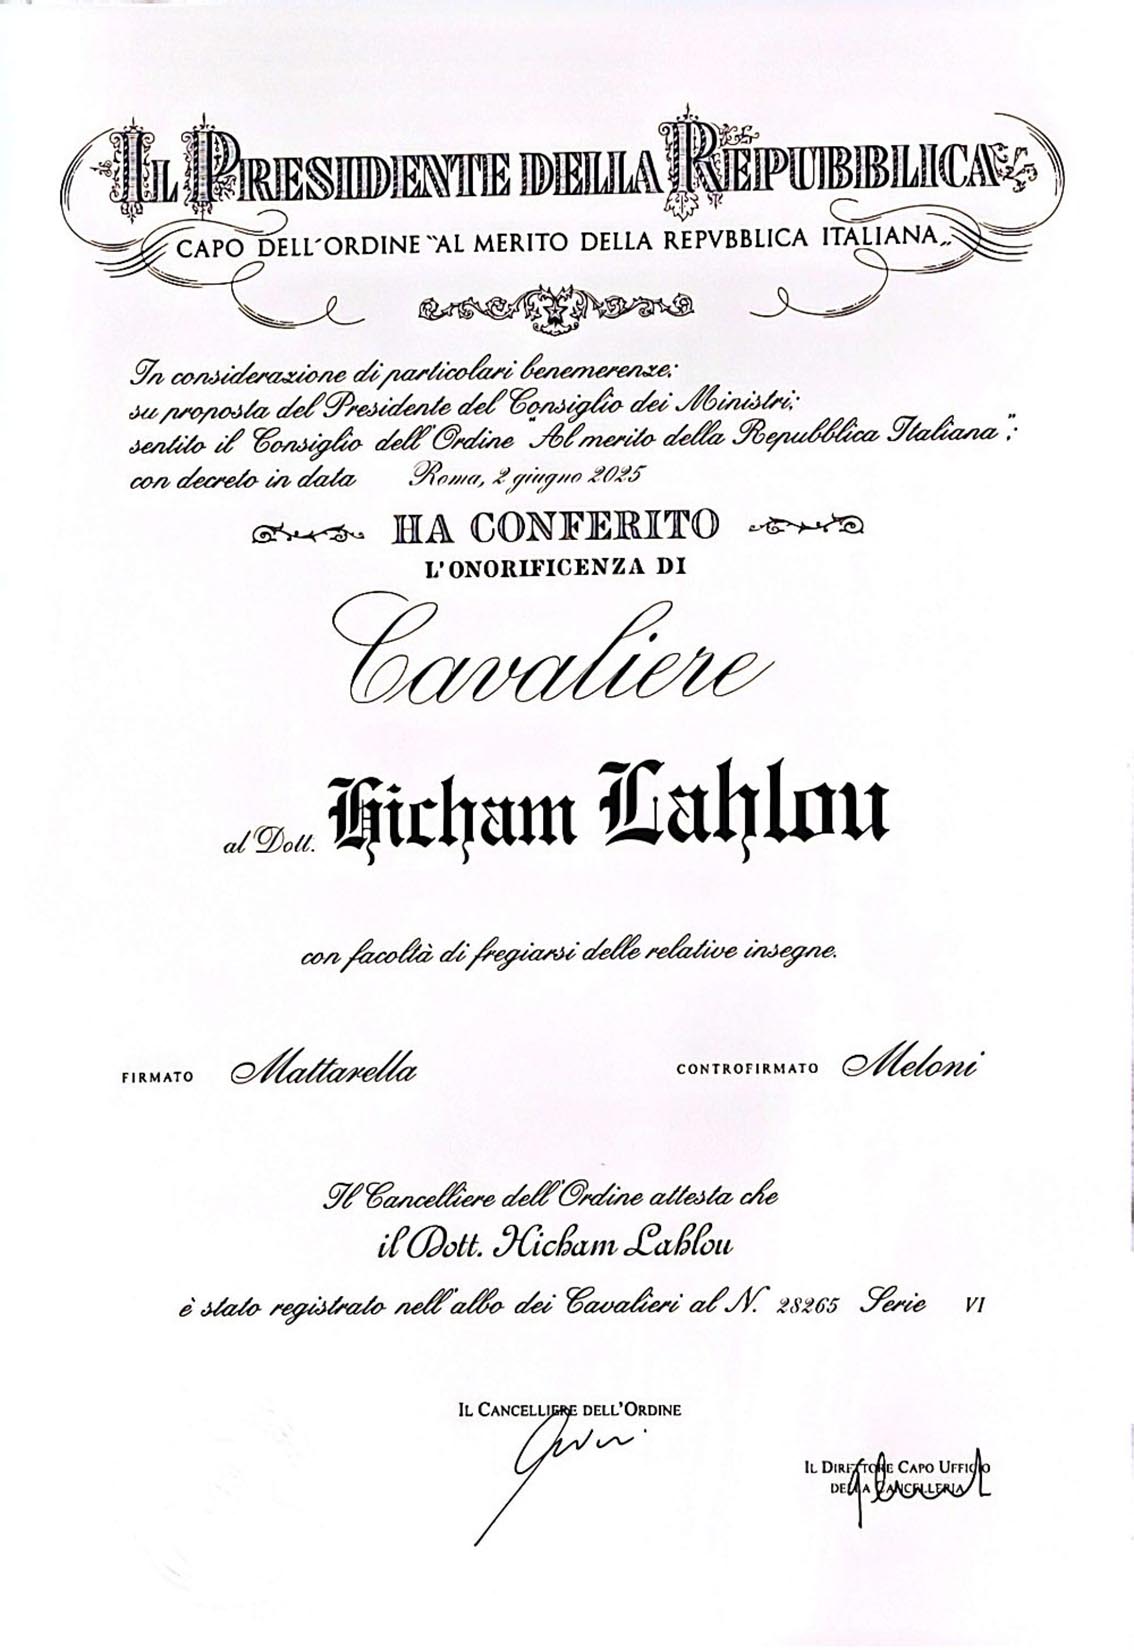 IL PRESIDENTE DELLA REPUBBLICA
CAPO DELL'ORDINE "AL MERITO DELLA REPVBBLICA ITALIANA"
In considerazione di particolari benemerenze;
su proposta del Presidente del Consiglio dei Ministri;
sentito il Consiglio dell'Ordine "Al merito della Repubblica Italiana";
con decreto in data Roma, 2 giugno 2025
HA CONFERITO
L'ONORIFICENZA DI
Cavaliere
al Dott. Hicham Lahlou
con facoltà di fregiarsi delle relative insegne.
FIRMATO Mattarella CONTROFIRMATO Meloni
Il Cancelliere dell'Ordine attesta che
il Dott. Hicham Lahlou
è stato registrato nell'albo dei Cavalieri al N. 28265 Serie VI
IL CANCELLIERE DELL'ORDINE
IL DIRETTORE CAPO UFFICIO
DELLA CANCELLERIA